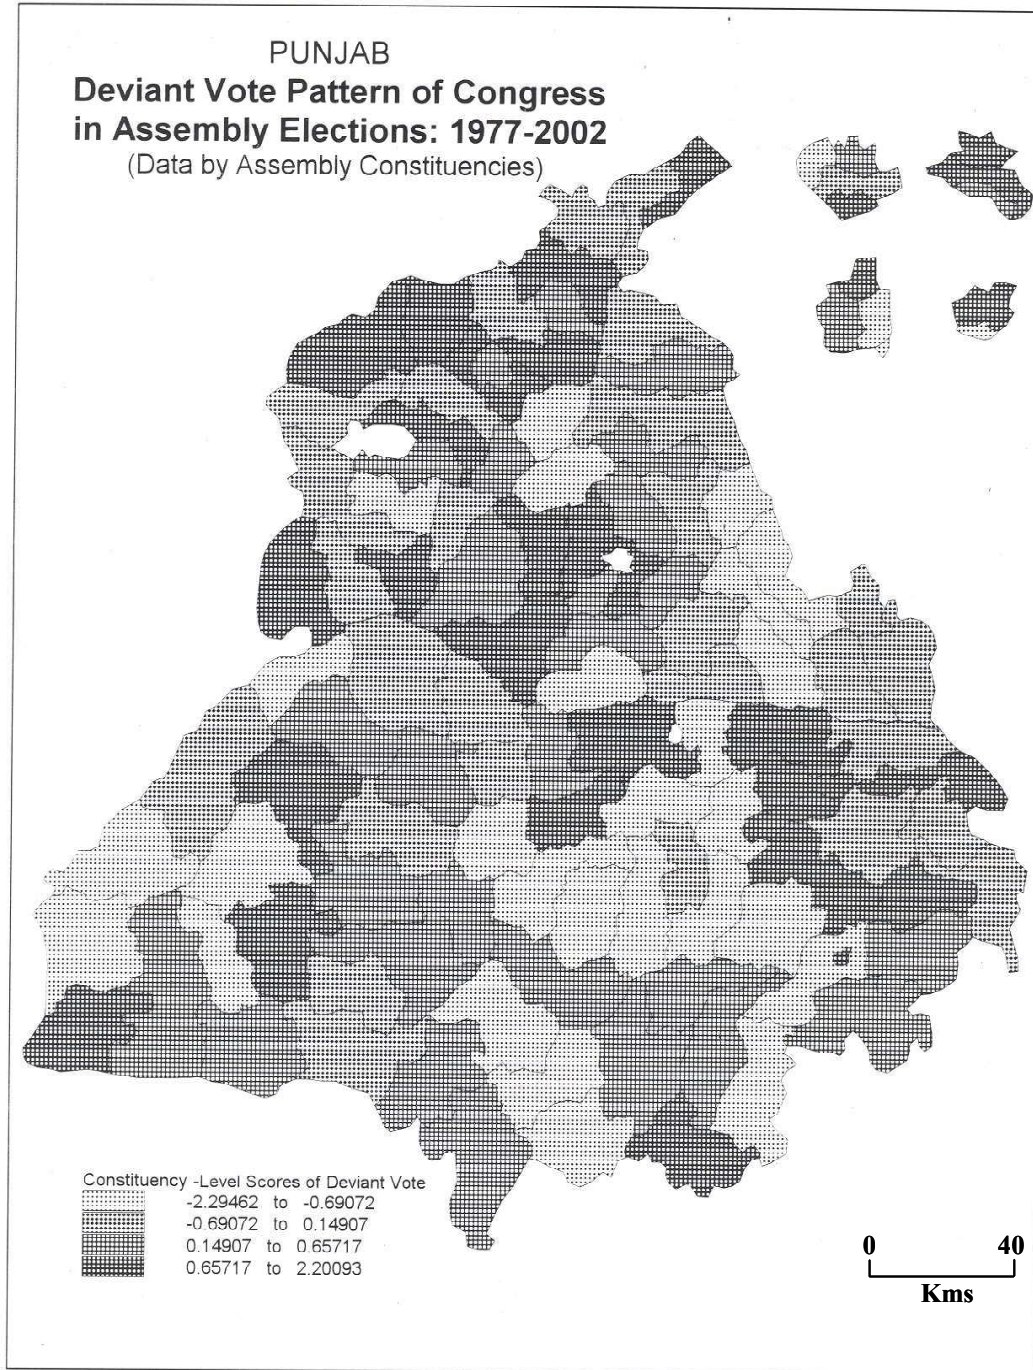 PUNJAB
Deviant Vote Pattern of Congress
in Assembly Elections: 1977-2002
(Data by Assembly Constituencies)
Constituency -Level Scores of Deviant Vote
-2.29462 to -0.69072
-0.69072 to 0.14907
0.14907 to 0.65717
0.65717 to 2.20093
0 40
Kms